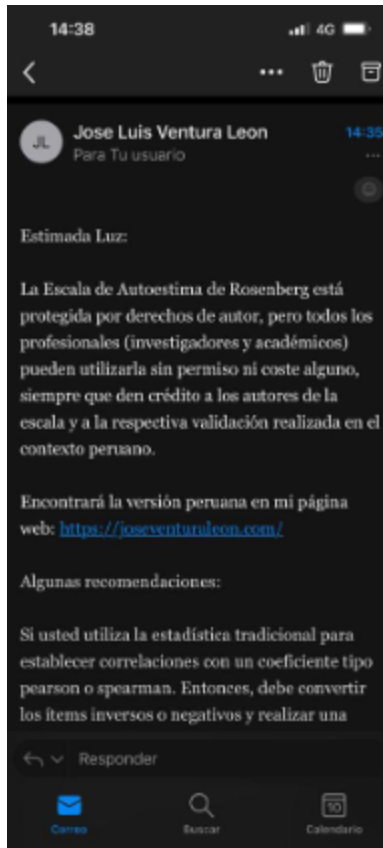 14:38
4G
...
JL
Jose Luis Ventura Leon
14:35
Para Tu usuario
...
Estimada Luz:
La Escala de Autoestima de Rosenberg está
protegida por derechos de autor, pero todos los
profesionales (investigadores y académicos)
pueden utilizarla sin permiso ni coste alguno,
siempre que den crédito a los autores de la
escala y a la respectiva validación realizada en el
contexto peruano.
Encontrará la versión peruana en mi página
web: https://joseventuraleon.com/
Algunas recomendaciones:
Si usted utiliza la estadística tradicional para
establecer correlaciones con un coeficiente tipo
pearson o spearman. Entonces, debe convertir
los ítems inversos o negativos y realizar una
Responder
10
Correo
Buscar
Calendario